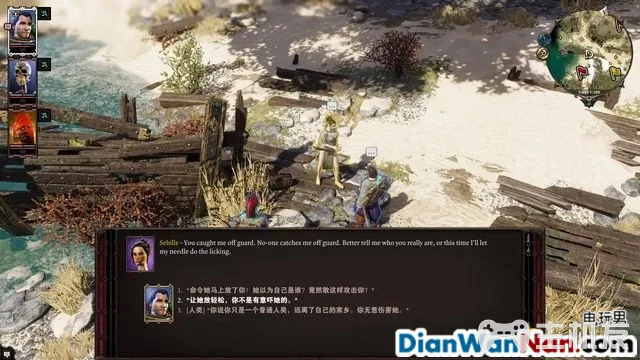 Sebille - You caught me off guard. No-one catches me off guard. Better tell me who you really are, or this time I'll let
my needle do the licking.
1. *命令她马上放了你！她以为自己是谁？竟然敢这样攻击你？*
2. *让她放轻松，你不是有意吓她的。*
3. [人类] *你说你只是一个普通人类，远离了自己的家乡。你无意伤害她。*
电玩男
DianWanNan.com